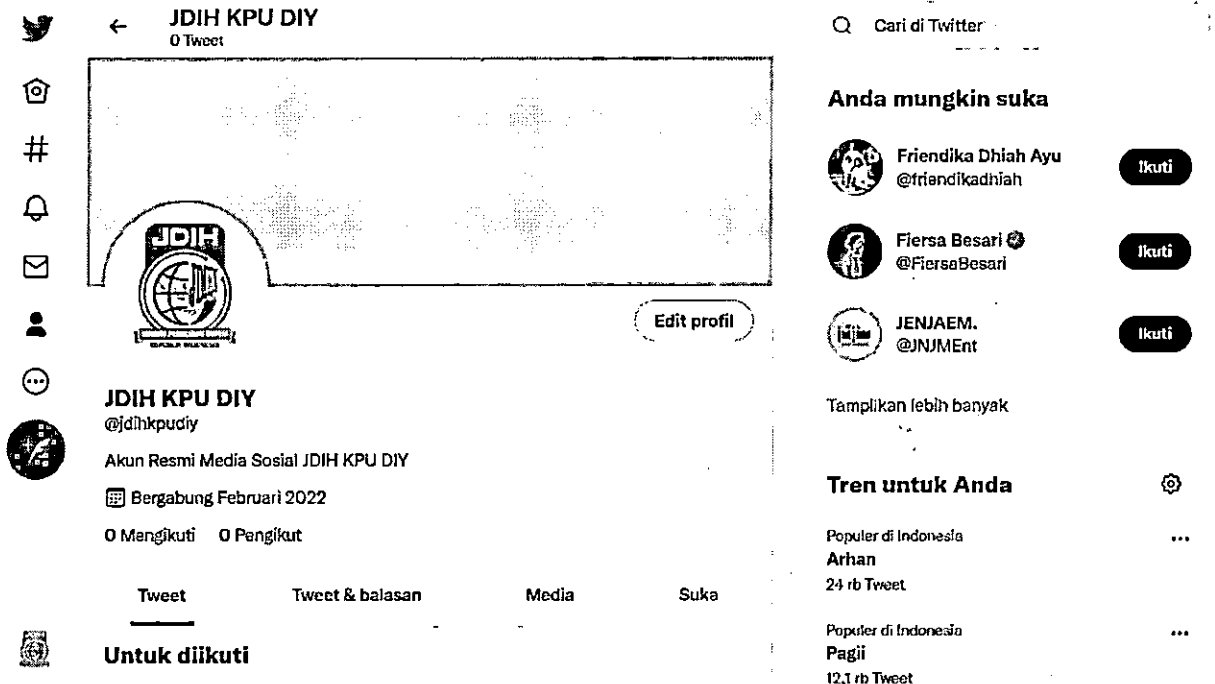 JDIH KPU DIY
0 Tweet
JDIH
Edit profil
JDIH KPU DIY
@jdihkpudiy
Akun Resmi Media Sosial JDIH KPU DIY
Bergabung Februari 2022
0 Mengikuti 0 Pengikut
Tweet Tweet & balasan Media Suka
Untuk diikuti
Cari di Twitter
Anda mungkin suka
Friendika Dhiah Ayu
@friendikadhiah
Ikuti
Fiersa Besari
@FiersaBesari
Ikuti
JENJAEM.
@JNJMEnt
Ikuti
Tampilkan lebih banyak
Tren untuk Anda
Populer di Indonesia
Arhan
24 rb Tweet
Populer di Indonesia
Pagii
12,1 rb Tweet